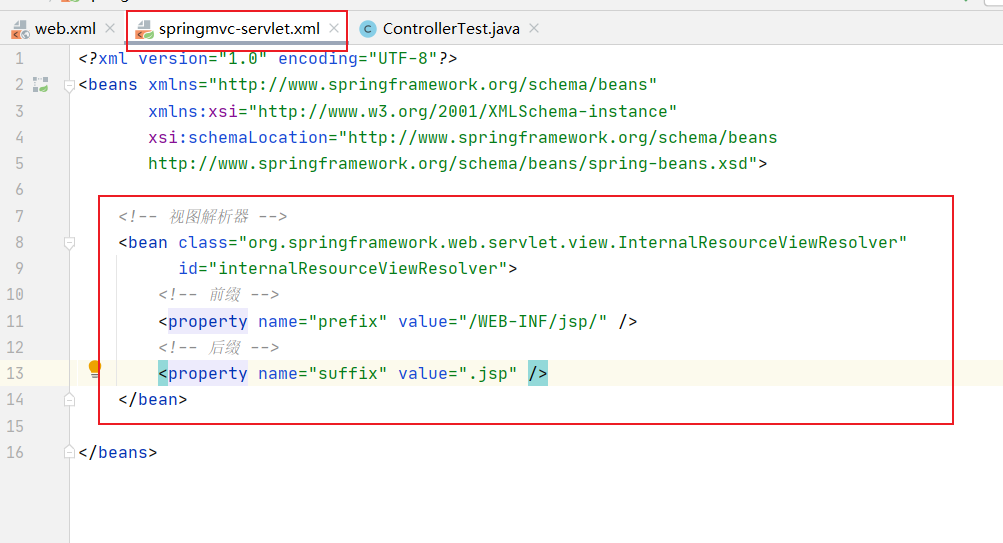 web.xml springmvc-servlet.xml ControllerTest.java
1 <?xml version="1.0" encoding="UTF-8"?>
2 <beans xmlns="http://www.springframework.org/schema/beans"
3 xmlns:xsi="http://www.w3.org/2001/XMLSchema-instance"
4 xsi:schemaLocation="http://www.springframework.org/schema/beans
5 http://www.springframework.org/schema/beans/spring-beans.xsd">
6
7 <!-- 视图解析器 -->
8 <bean class="org.springframework.web.servlet.view.InternalResourceViewResolver"
9 id="internalResourceViewResolver">
10 <!-- 前缀 -->
11 <property name="prefix" value="/WEB-INF/jsp/" />
12 <!-- 后缀 -->
13 <property name="suffix" value=".jsp" />
14 </bean>
15
16 </beans>